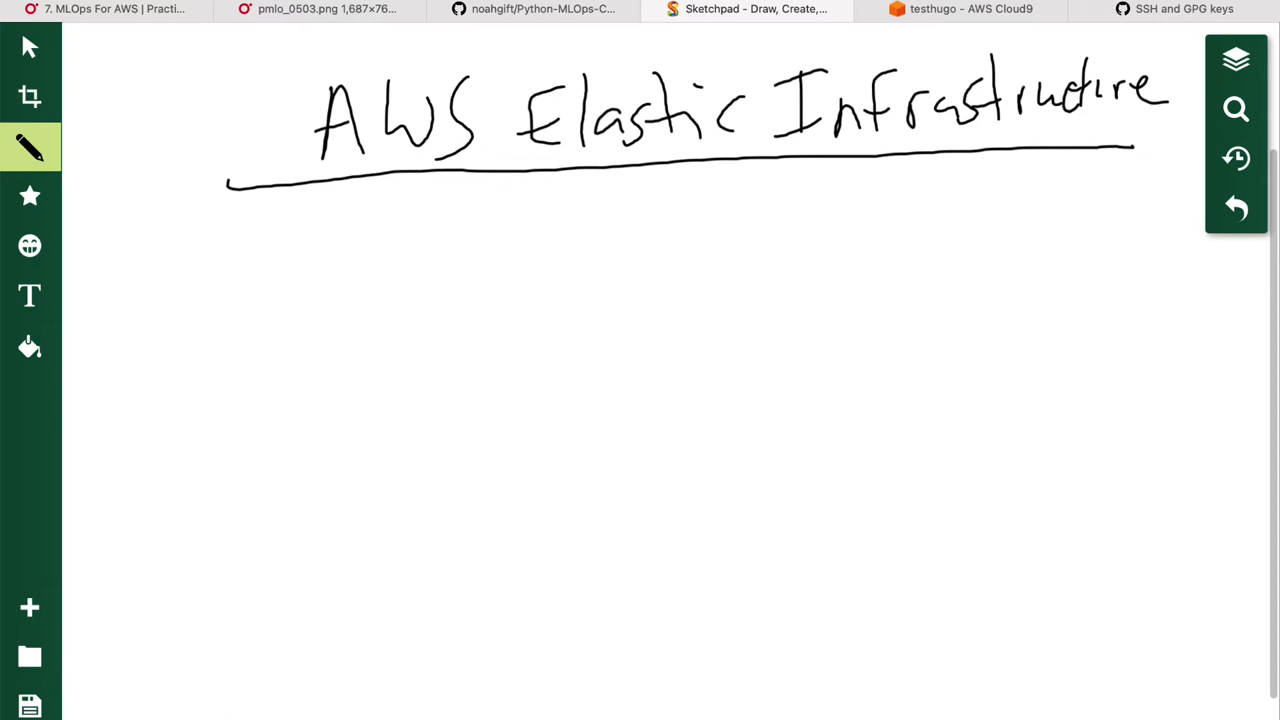 7. MLOps For AWS | Practi...
pmlo_0503.png 1,687×76...
noahgift/Python-MLOps-C...
Sketchpad - Draw, Create,...
testhugo - AWS Cloud9
SSH and GPG keys
AWS Elastic Infrastructure
T